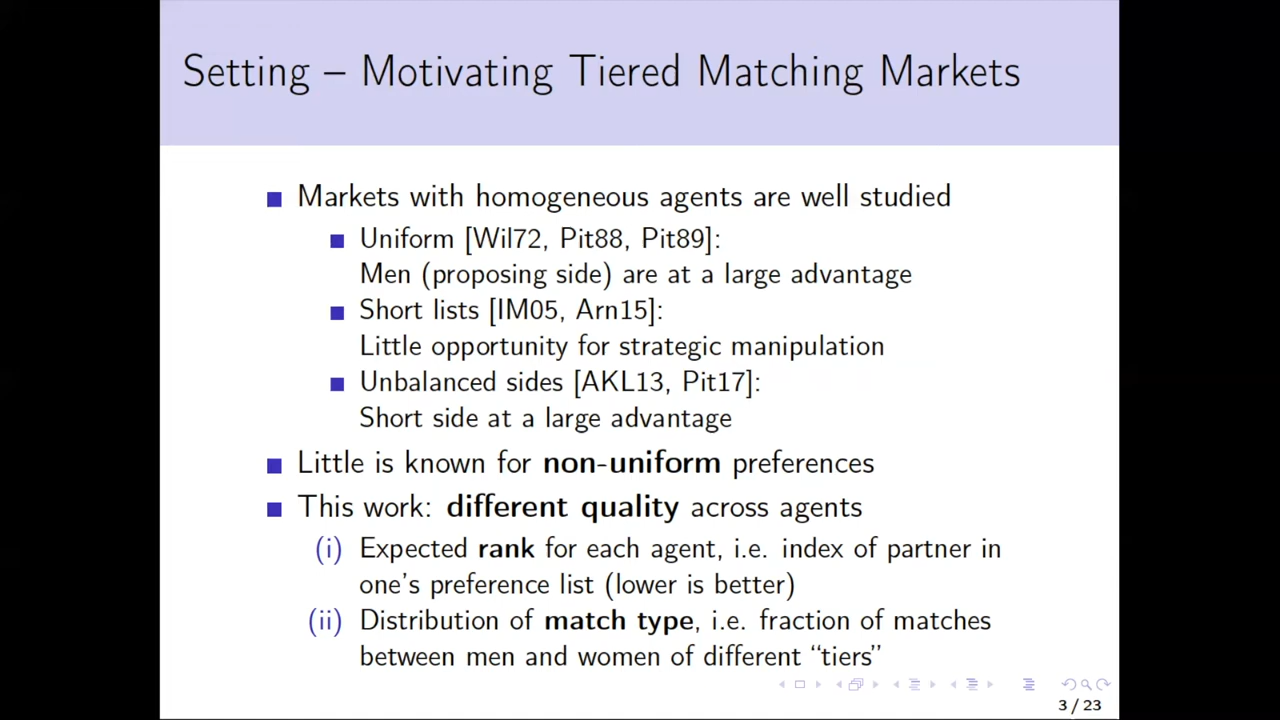 Setting – Motivating Tiered Matching Markets
Markets with homogeneous agents are well studied
Uniform [Wil72, Pit88, Pit89]:
Men (proposing side) are at a large advantage
Short lists [IM05, Arn15]:
Little opportunity for strategic manipulation
Unbalanced sides [AKL13, Pit17]:
Short side at a large advantage
Little is known for non-uniform preferences
This work: different quality across agents
(i) Expected rank for each agent, i.e. index of partner in
one's preference list (lower is better)
(ii) Distribution of match type, i.e. fraction of matches
between men and women of different “tiers”
3 / 23